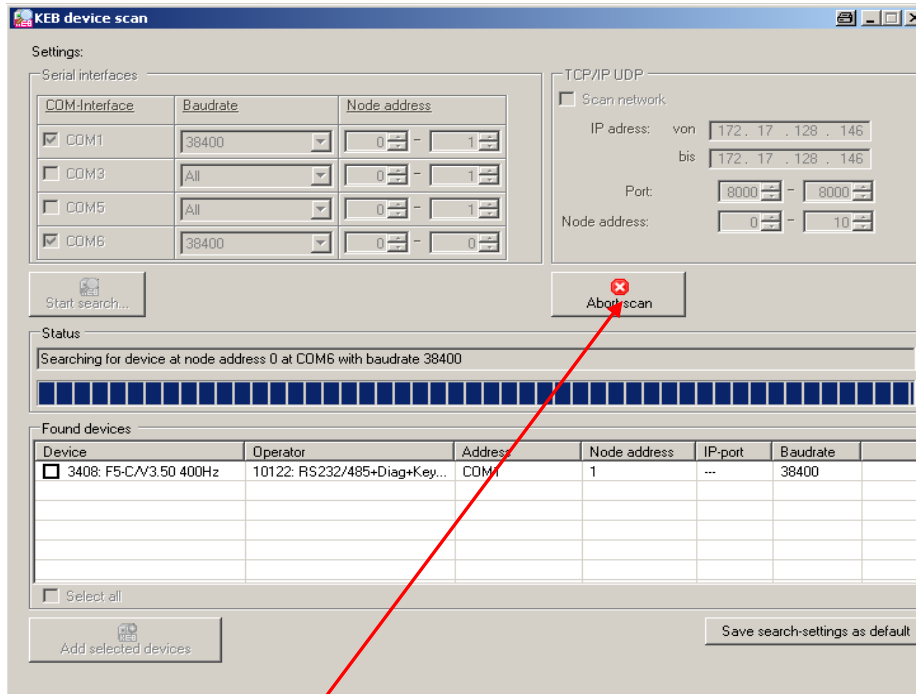 KEB device scan
Settings:
Serial interfaces
COM-Interface Baudrate Node address
COM1 38400 0 - 1
COM3 All 0 - 1
COM5 All 0 - 1
COM6 38400 0 - 0
TCP/IP UDP
Scan network
IP adress: von 172. 17 .128 . 146
bis 172. 17 .128 . 146
Port: 8000 - 8000
Node address: 0 - 10
Start search...
Abort scan
Status
Searching for device at node address 0 at COM6 with baudrate 38400
Found devices
Device Operator Address Node address IP-port Baudrate
3408: F5-C/V3.50 400Hz 10122: RS232/485+Diag+Key... COM1 1 --- 38400
Select all
Add selected devices
Save search-settings as default